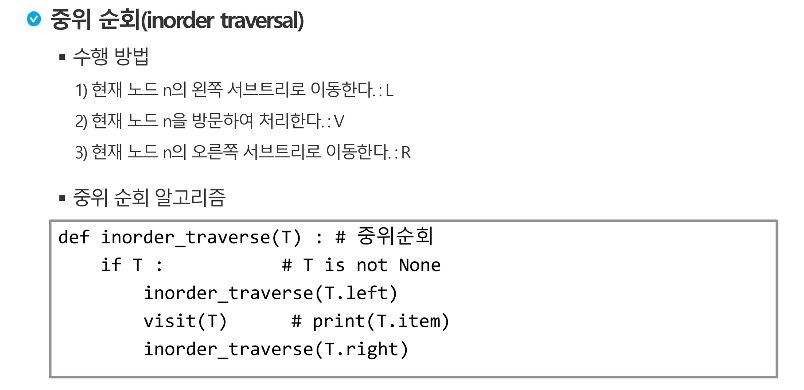 중위 순회(inorder traversal)
▪ 수행 방법
1) 현재 노드 n의 왼쪽 서브트리로 이동한다. : L
2) 현재 노드 n을 방문하여 처리한다. : V
3) 현재 노드 n의 오른쪽 서브트리로 이동한다. : R
▪ 중위 순회 알고리즘
def inorder_traverse(T) : # 중위순회
    if T :           # T is not None
        inorder_traverse(T.left)
        visit(T)      # print(T.item)
        inorder_traverse(T.right)